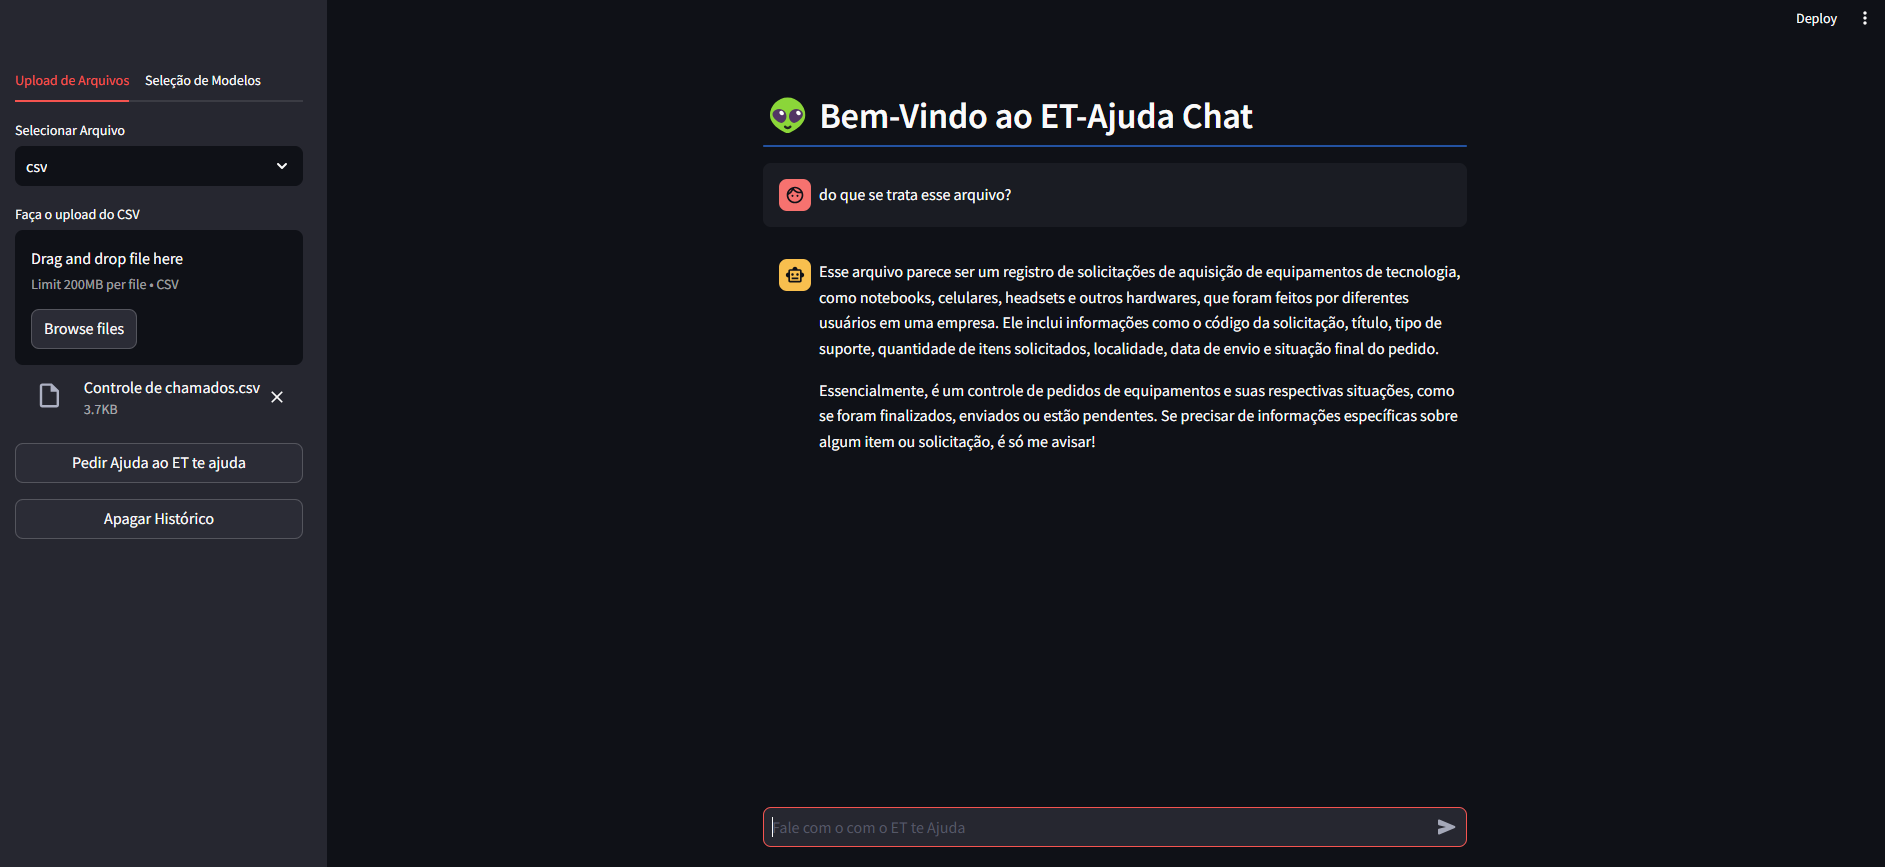 Deploy
Upload de Arquivos
Seleção de Modelos
Selecionar Arquivo
csv
Faça o upload do CSV
Drag and drop file here
Limit 200MB per file • CSV
Browse files
Controle de chamados.csv
3.7KB
Pedir Ajuda ao ET te ajuda
Apagar Histórico
Bem-Vindo ao ET-Ajuda Chat
do que se trata esse arquivo?
Esse arquivo parece ser um registro de solicitações de aquisição de equipamentos de tecnologia,
como notebooks, celulares, headsets e outros hardwares, que foram feitos por diferentes
usuários em uma empresa. Ele inclui informações como o código da solicitação, título, tipo de
suporte, quantidade de itens solicitados, localidade, data de envio e situação final do pedido.
Essencialmente, é um controle de pedidos de equipamentos e suas respectivas situações, como
se foram finalizados, enviados ou estão pendentes. Se precisar de informações específicas sobre
algum item ou solicitação, é só me avisar!
Fale com o com o ET te Ajuda